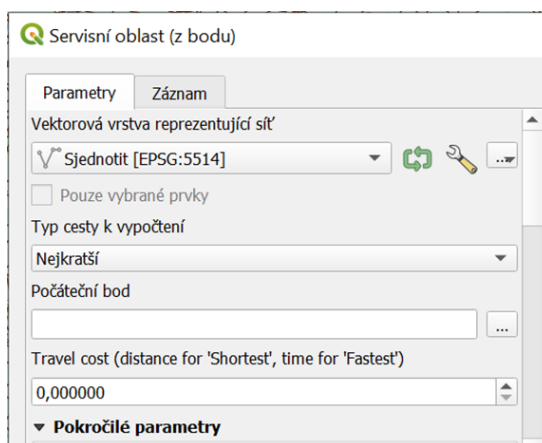 Servisní oblast (z bodu)
Parametry Záznam
Vektorová vrstva reprezentující síť
Sjednotit [EPSG:5514] ...
Pouze vybrané prvky
Typ cesty k vypočtení
Nejkratší
Počáteční bod
...
Travel cost (distance for 'Shortest', time for 'Fastest')
0,000000
Pokročilé parametry